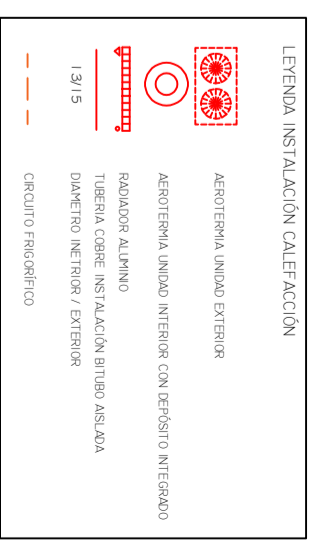 LEYENDA INSTALACIÓN CALEFACCIÓN
AEROTERMIA UNIDAD EXTERIOR
AEROTERMIA UNIDAD INTERIOR CON DEPÓSITO INTEGRADO
RADIADOR ALUMINIO
TUBERIA COBRE INSTALACIÓN BITUBO AISLADA
13/15 DIAMETRO INETRIOR / EXTERIOR
CIRCUITO FRIGORÍFICO